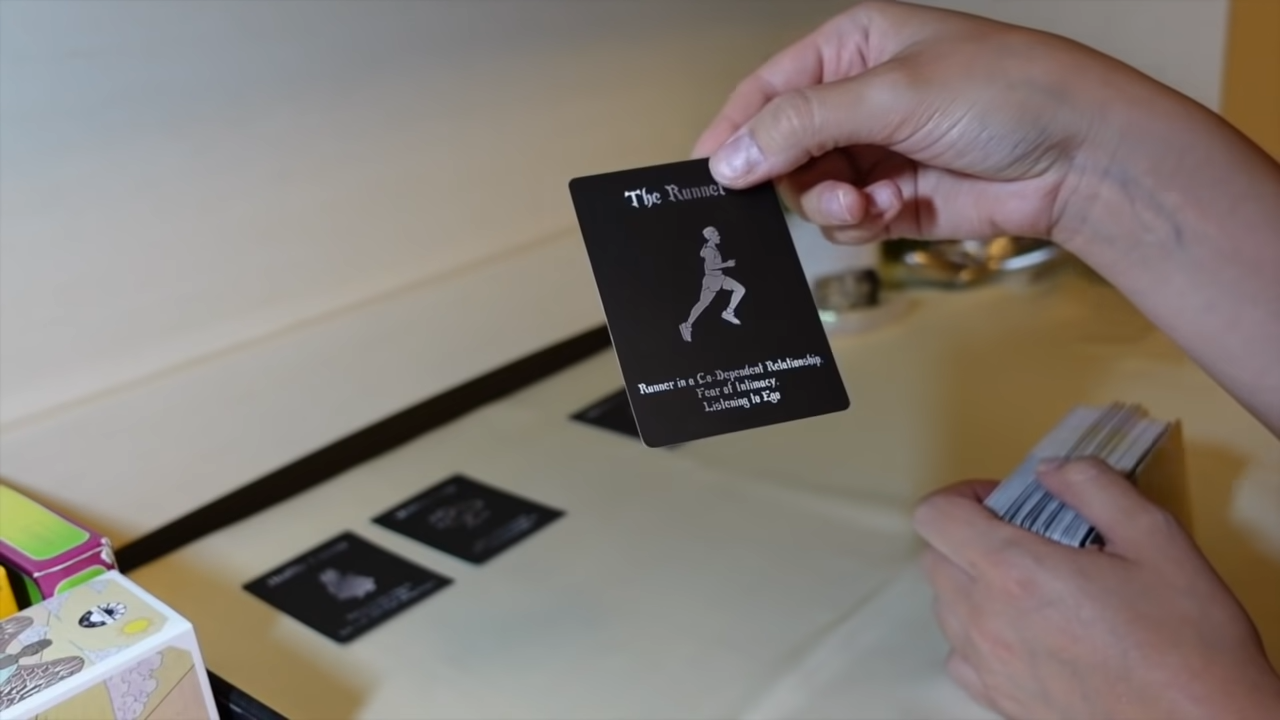 The Runner
Runner in a Co-Dependent Relationship.
Fear of Intimacy.
Listening to Ego